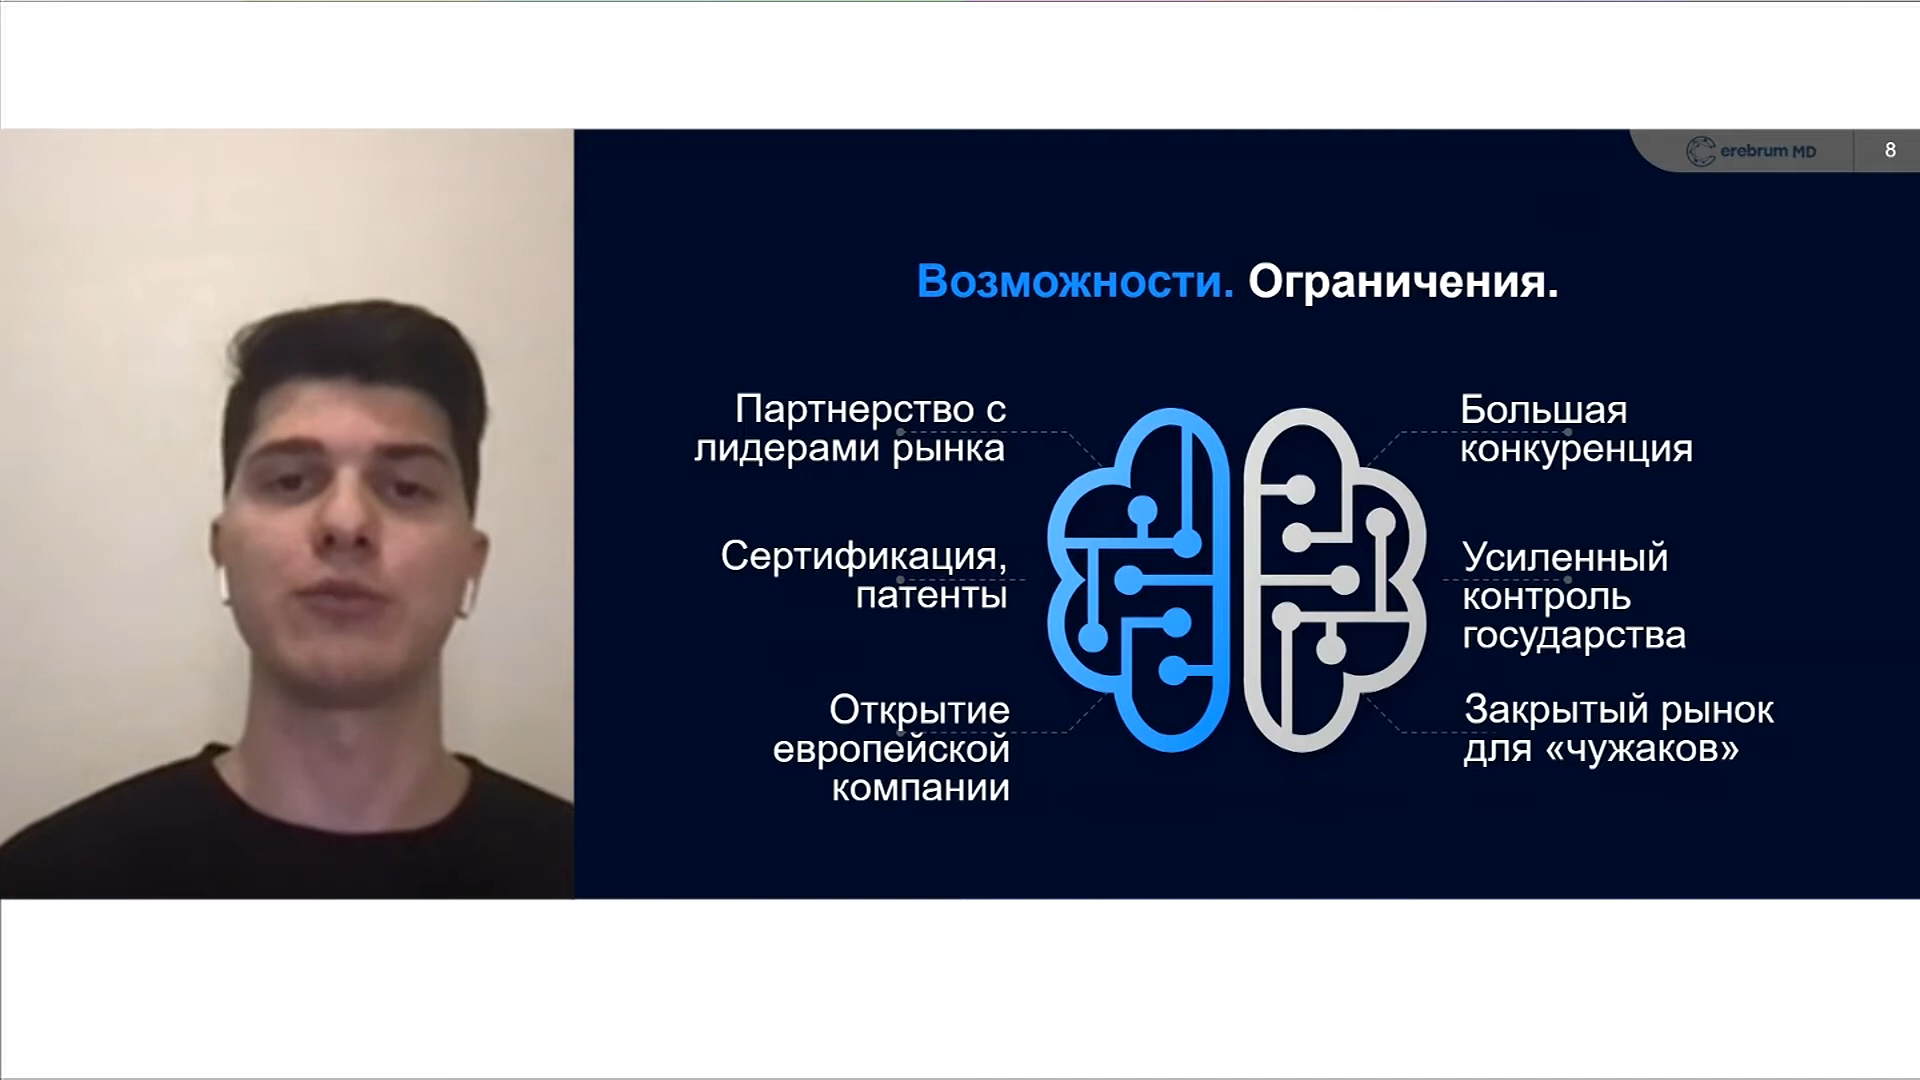 erebrum MD
8
Возможности. Ограничения.
Партнерство с
лидерами рынка
Сертификация,
патенты
Открытие
европейской
компании
Большая
конкуренция
Усиленный
контроль
государства
Закрытый рынок
для «чужаков»